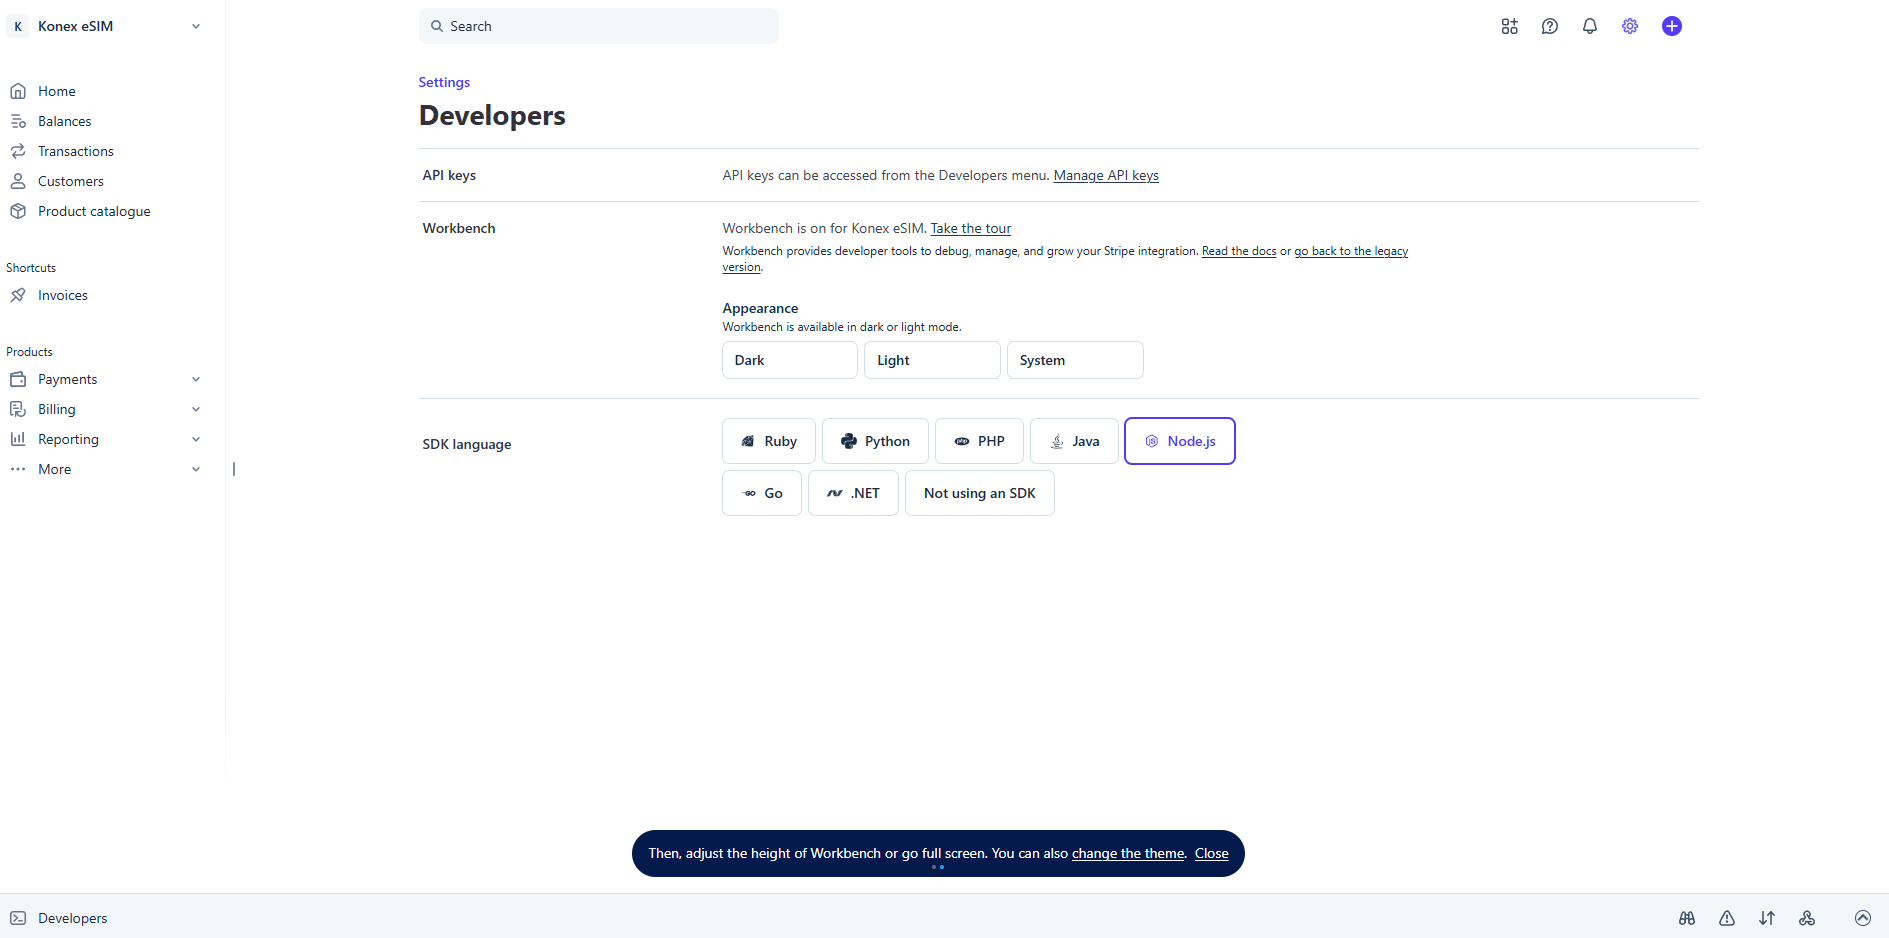 K Konex eSIM
Search
Home
Balances
Transactions
Customers
Product catalogue
Shortcuts
Invoices
Products
Payments
Billing
Reporting
More
Settings
Developers
API keys
API keys can be accessed from the Developers menu. Manage API keys
Workbench
Workbench is on for Konex eSIM. Take the tour
Workbench provides developer tools to debug, manage, and grow your Stripe integration. Read the docs or go back to the legacy
version.
Appearance
Workbench is available in dark or light mode.
Dark Light System
SDK language
Ruby Python PHP Java Node.js
Go .NET Not using an SDK
Then, adjust the height of Workbench or go full screen. You can also change the theme. Close
Developers